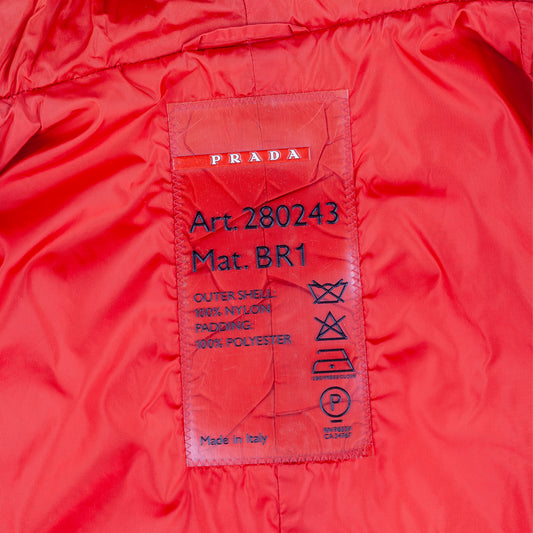 PRADA
Art. 280243
Mat. BR1
OUTER SHELL:
100% NYLON
PADDING:
100% POLYESTER
P
Made in Italy